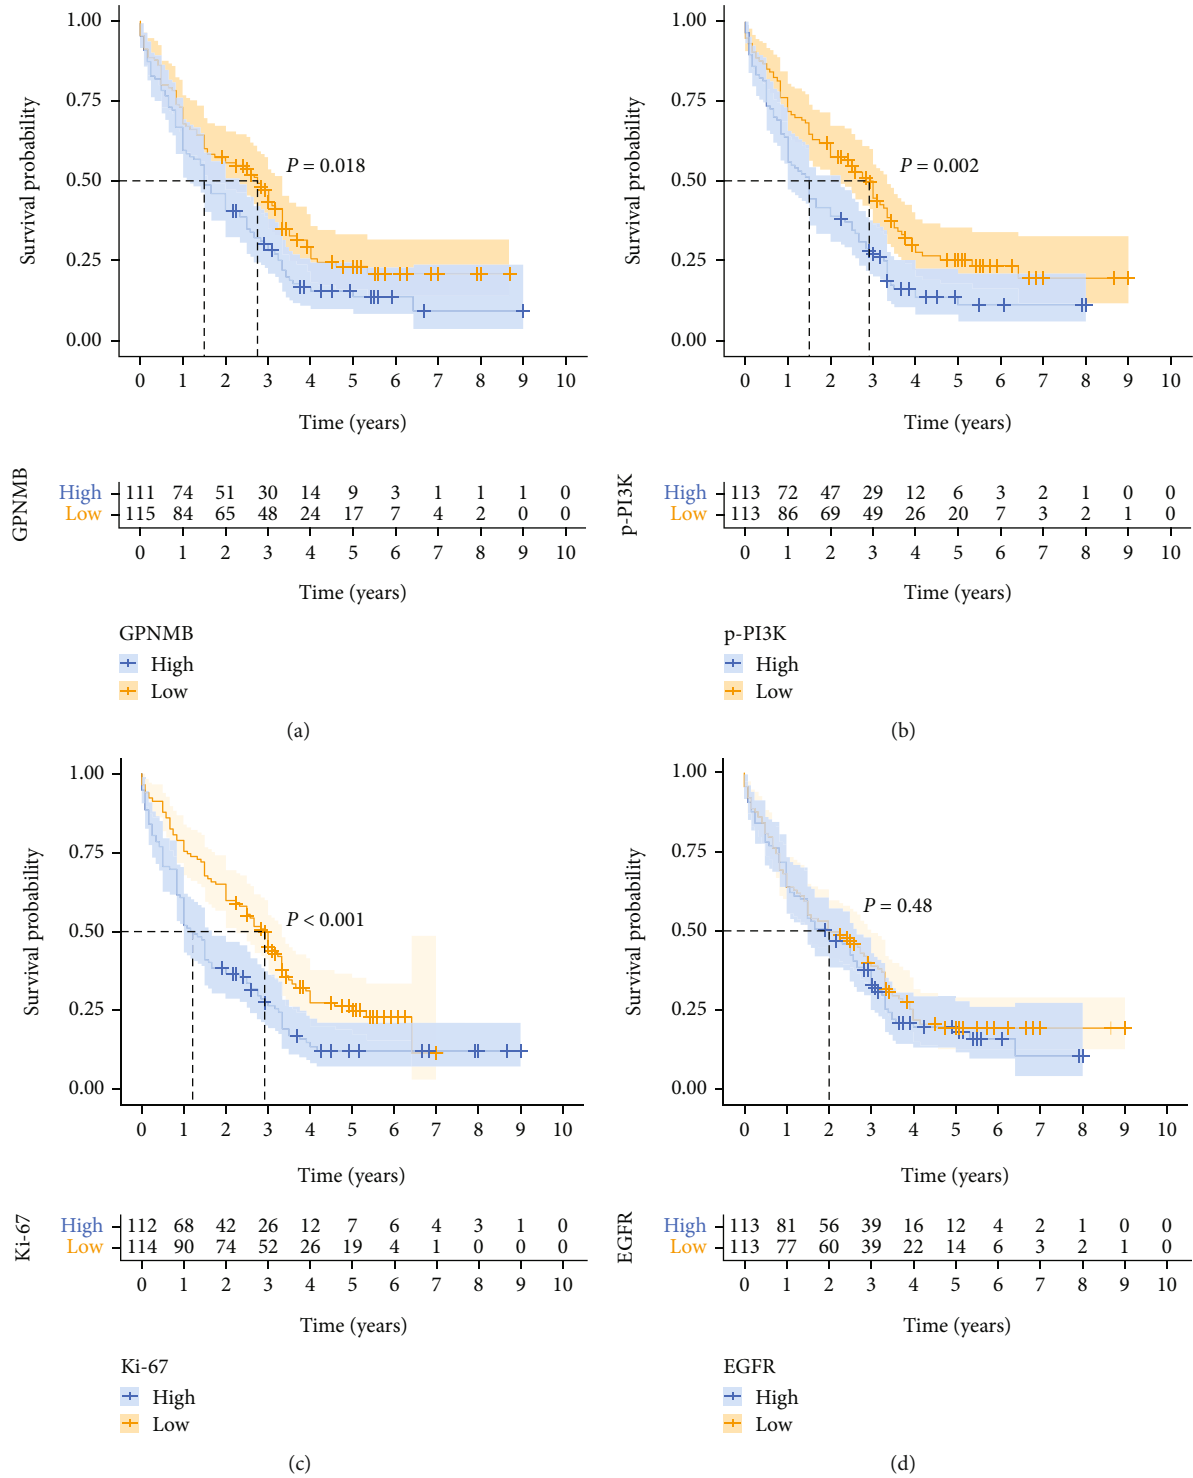 1.00
0.75
0.50
0.25
0.00
Survival probability
P = 0.018
0 1 2 3 4 5 6 7 8 9 10
Time (years)
GPNMB
High 111 74 51 30 14 9 3 1 1 1 0
Low 115 84 65 48 24 17 7 4 2 0 0
0 1 2 3 4 5 6 7 8 9 10
Time (years)
GPNMB
High
Low
(a)
1.00
0.75
0.50
0.25
0.00
Survival probability
P = 0.002
0 1 2 3 4 5 6 7 8 9 10
Time (years)
p-PI3K
High 113 72 47 29 12 6 3 2 1 0 0
Low 113 86 69 49 26 20 7 3 2 1 0
0 1 2 3 4 5 6 7 8 9 10
Time (years)
p-PI3K
High
Low
(b)
1.00
0.75
0.50
0.25
0.00
Survival probability
P < 0.001
0 1 2 3 4 5 6 7 8 9 10
Time (years)
Ki-67
High 112 68 42 26 12 7 6 4 3 1 0
Low 114 90 74 52 26 19 4 1 0 0 0
0 1 2 3 4 5 6 7 8 9 10
Time (years)
Ki-67
High
Low
(c)
1.00
0.75
0.50
0.25
0.00
Survival probability
P = 0.48
0 1 2 3 4 5 6 7 8 9 10
Time (years)
EGFR
High 113 81 56 39 16 12 4 2 1 0 0
Low 113 77 60 39 22 14 6 3 2 1 0
0 1 2 3 4 5 6 7 8 9 10
Time (years)
EGFR
High
Low
(d)